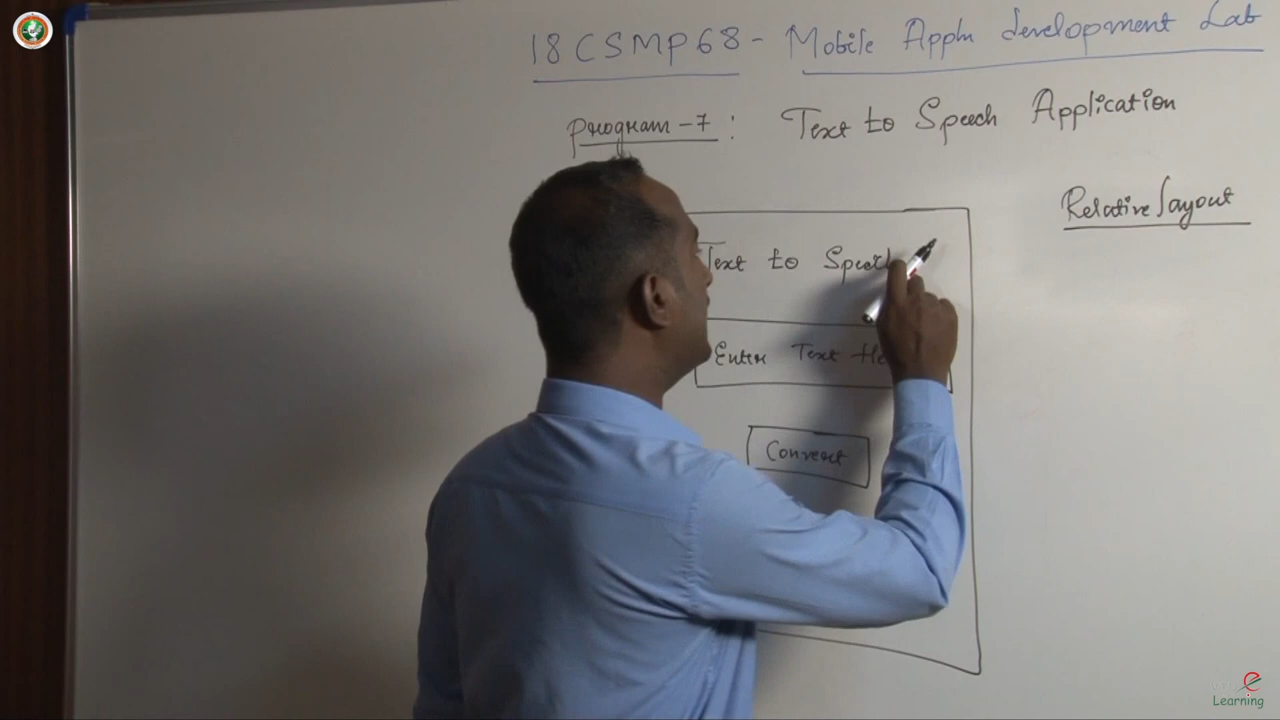 18CSMP68 - Mobile Appln development Lab
Program-7 : Text to Speech Application
Relative layout
Text to Speech
Enter Text He
Convert
e
Learning